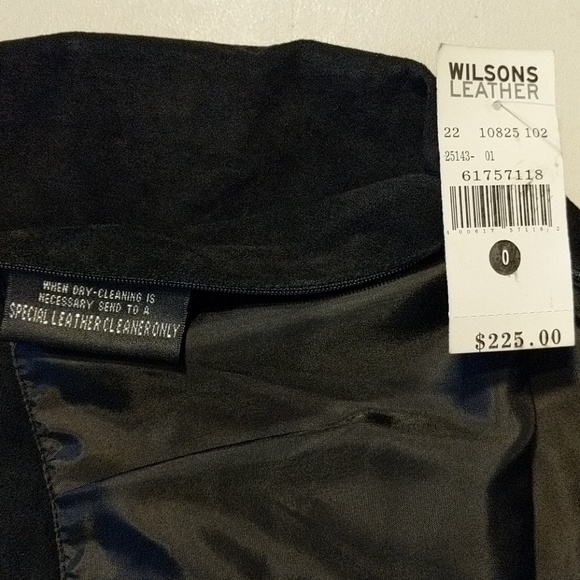 WILSONS
LEATHER
22 10825 102
25143- 01
61757118
0
$225.00
WHEN DRY-CLEANING IS
NECESSARY SEND TO A
SPECIAL LEATHER CLEANER ONLY